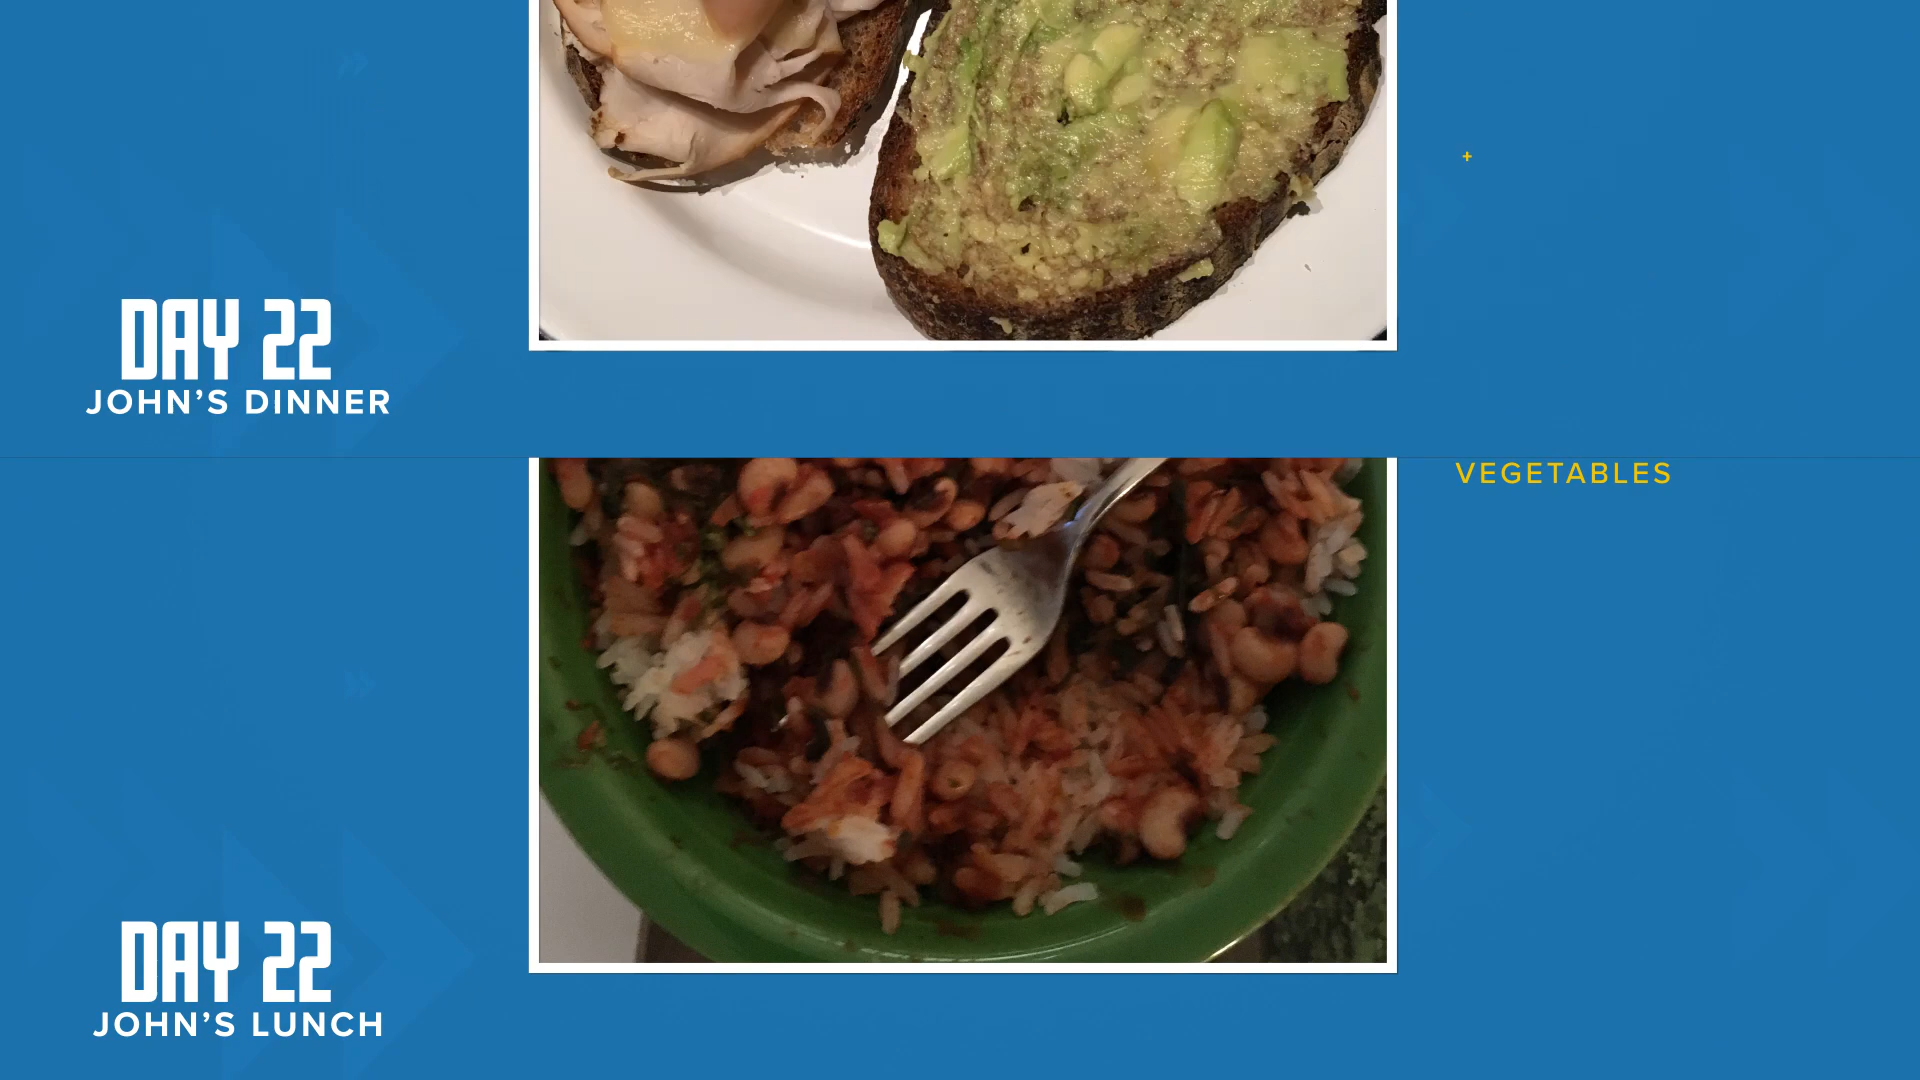 +
DAY 22
JOHN'S DINNER
VEGETABLES
DAY 22
JOHN'S LUNCH